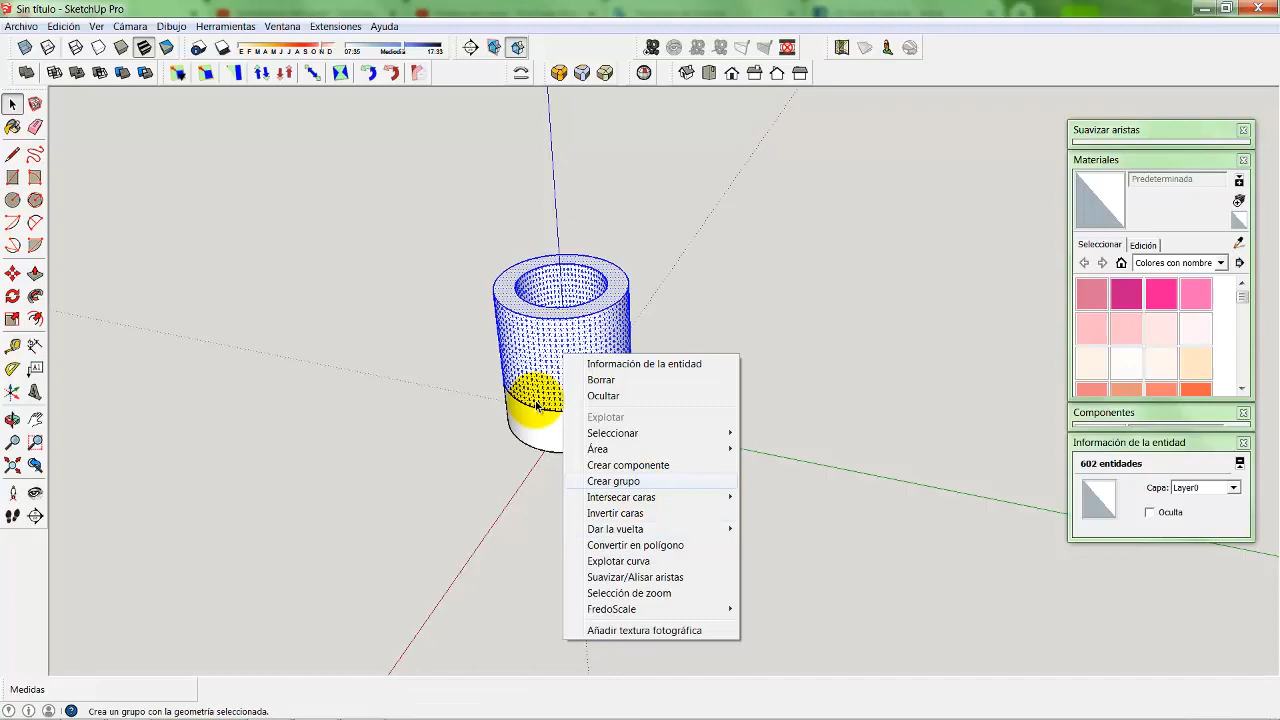 Sin título - SketchUp Pro
Archivo Edición Ver Cámara Dibujo Herramientas Ventana Extensiones Ayuda
E F M A M J J A S O N D 07:35 Mediodía 17:33
Suavizar aristas
Materiales
Predeterminada
Seleccionar Edición
Colores con nombre
Componentes
Información de la entidad
602 entidades
Capa: Layer0
Oculta
Información de la entidad
Borrar
Ocultar
Explotar
Seleccionar
Área
Crear componente
Crear grupo
Intersecar caras
Invertir caras
Dar la vuelta
Convertir en polígono
Explotar curva
Suavizar/Alisar aristas
Selección de zoom
FredoScale
Añadir textura fotográfica
Medidas
Crea un grupo con la geometría seleccionada.